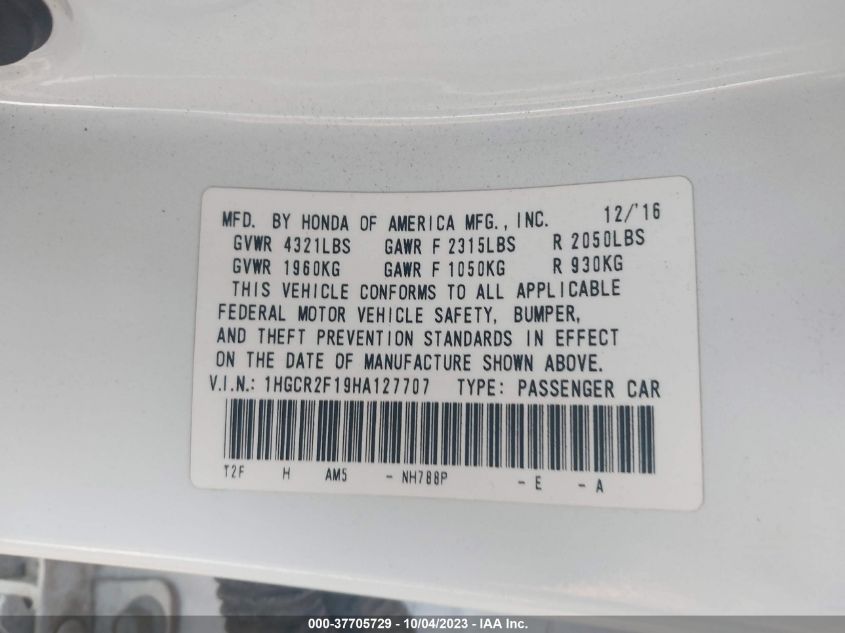 MFD. BY HONDA OF AMERICA MFG., INC. 12/'16
GVWR 4321LBS GAWR F 2315LBS R 2050LBS
GVWR 1960KG GAWR F 1050KG R 930KG
THIS VEHICLE CONFORMS TO ALL APPLICABLE
FEDERAL MOTOR VEHICLE SAFETY, BUMPER,
AND THEFT PREVENTION STANDARDS IN EFFECT
ON THE DATE OF MANUFACTURE SHOWN ABOVE.
V.I.N.: 1HGCR2F19HA127707 TYPE: PASSENGER CAR
T2F H AM5 - NH788P - E - A
000-37705729 - 10/04/2023 - IAA Inc.